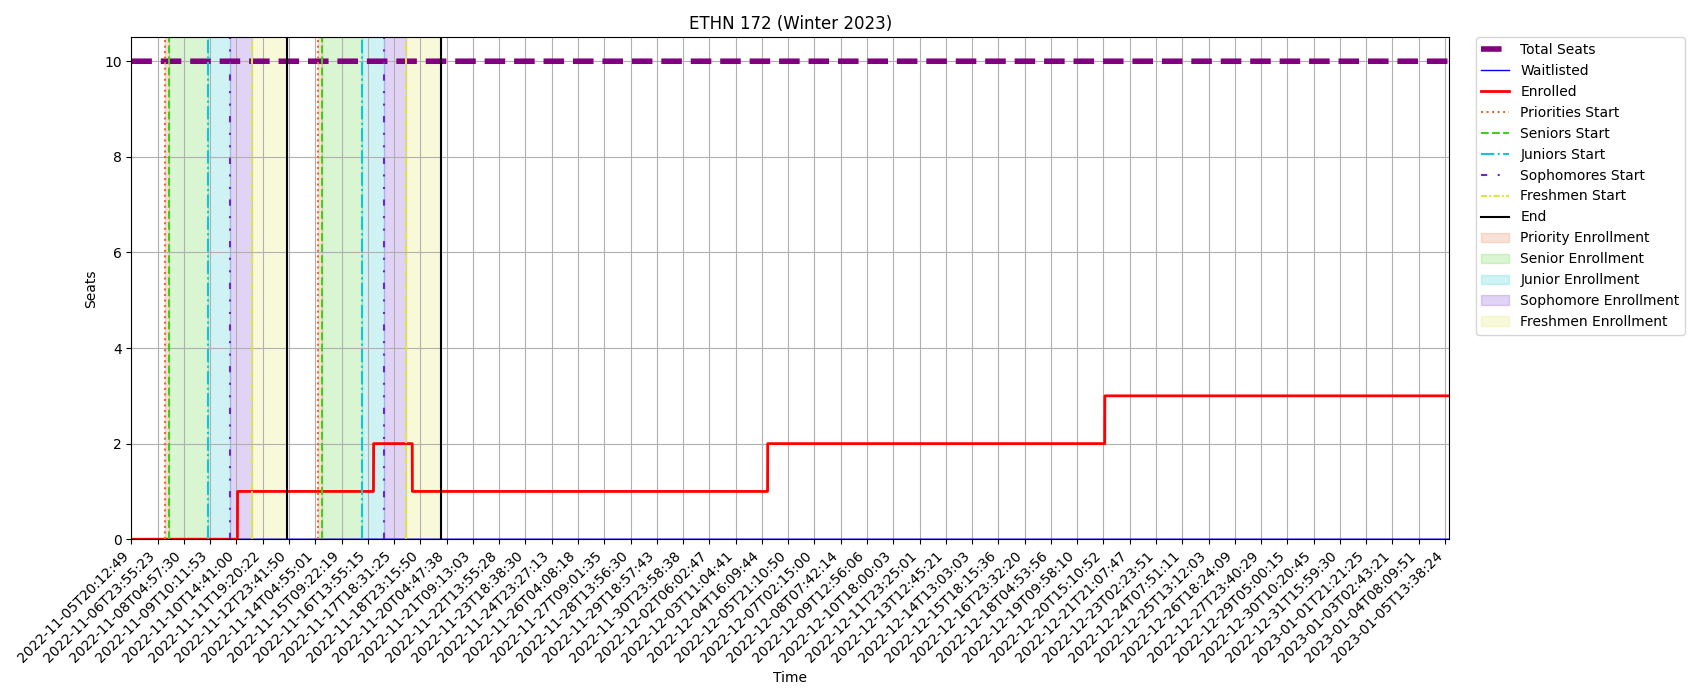 ETHN 172 (Winter 2023)
Seats
10
8
6
4
2
0
2022-11-05T20:12:49
2022-11-06T23:55:23
2022-11-08T04:57:30
2022-11-09T10:11:53
2022-11-10T14:41:00
2022-11-11T19:20:22
2022-11-12T23:41:50
2022-11-14T04:55:01
2022-11-15T09:22:19
2022-11-16T13:55:15
2022-11-17T18:31:25
2022-11-18T23:15:50
2022-11-20T04:47:38
2022-11-21T09:13:03
2022-11-22T13:55:28
2022-11-23T18:38:30
2022-11-24T23:27:13
2022-11-26T04:08:18
2022-11-27T09:01:35
2022-11-28T13:56:30
2022-11-29T18:57:43
2022-11-30T23:58:38
2022-12-02T06:02:47
2022-12-03T11:04:41
2022-12-04T16:09:44
2022-12-05T21:10:50
2022-12-07T02:15:00
2022-12-08T07:42:14
2022-12-09T12:56:06
2022-12-10T18:00:03
2022-12-11T23:25:01
2022-12-13T12:45:21
2022-12-14T13:03:03
2022-12-15T18:15:36
2022-12-16T23:32:20
2022-12-18T04:53:56
2022-12-19T09:58:10
2022-12-20T15:10:52
2022-12-21T21:07:47
2022-12-23T02:23:51
2022-12-24T07:51:11
2022-12-25T13:12:03
2022-12-26T18:24:09
2022-12-27T23:40:29
2022-12-29T05:00:15
2022-12-30T10:20:45
2022-12-31T15:59:30
2023-01-01T21:21:25
2023-01-03T02:43:21
2023-01-04T08:09:51
2023-01-05T13:38:24
Time
Total Seats
Waitlisted
Enrolled
Priorities Start
Seniors Start
Juniors Start
Sophomores Start
Freshmen Start
End
Priority Enrollment
Senior Enrollment
Junior Enrollment
Sophomore Enrollment
Freshmen Enrollment